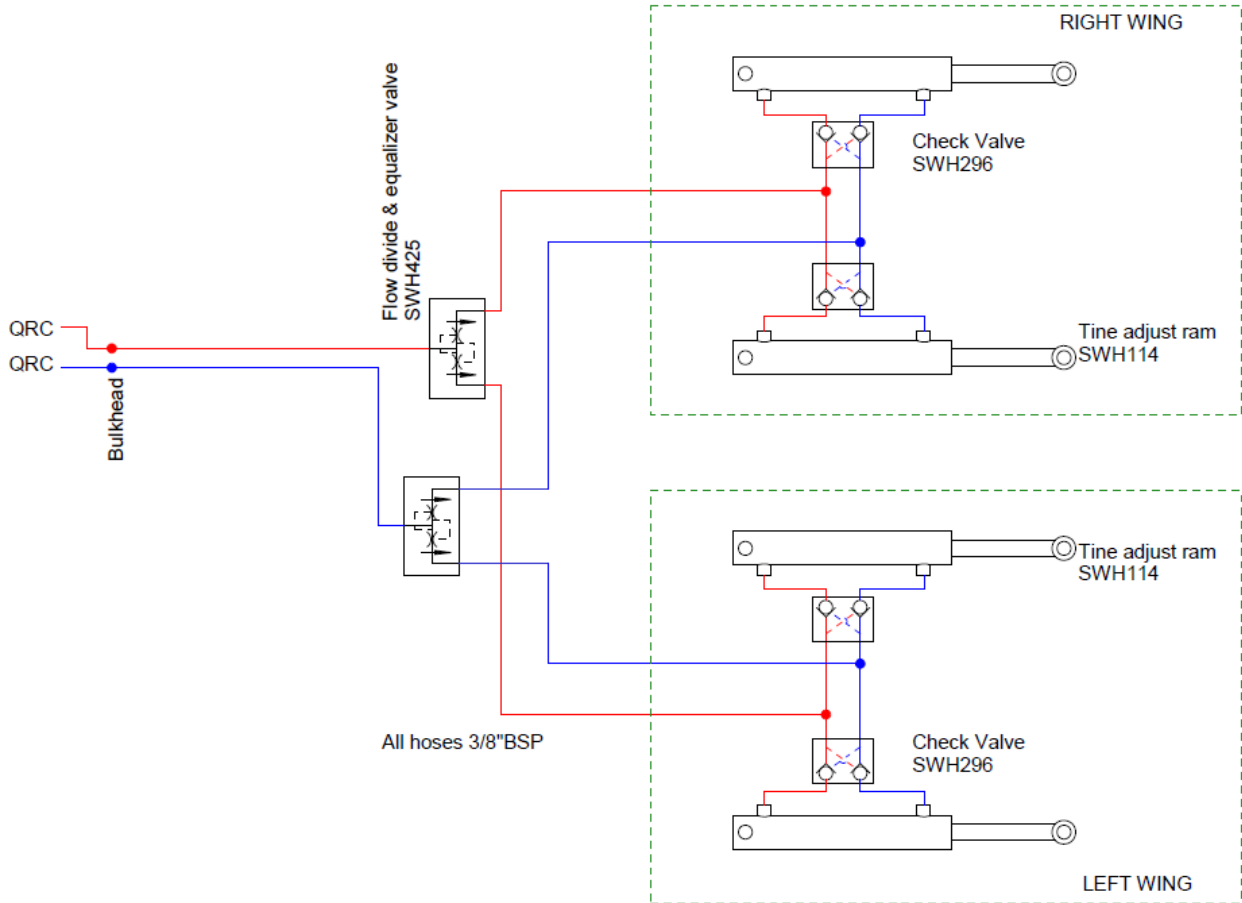 RIGHT WING
Flow divide & equalizer valve
SWH425
Check Valve
SWH296
QRC
QRC
Bulkhead
Tine adjust ram
SWH114
Tine adjust ram
SWH114
All hoses 3/8"BSP
Check Valve
SWH296
LEFT WING